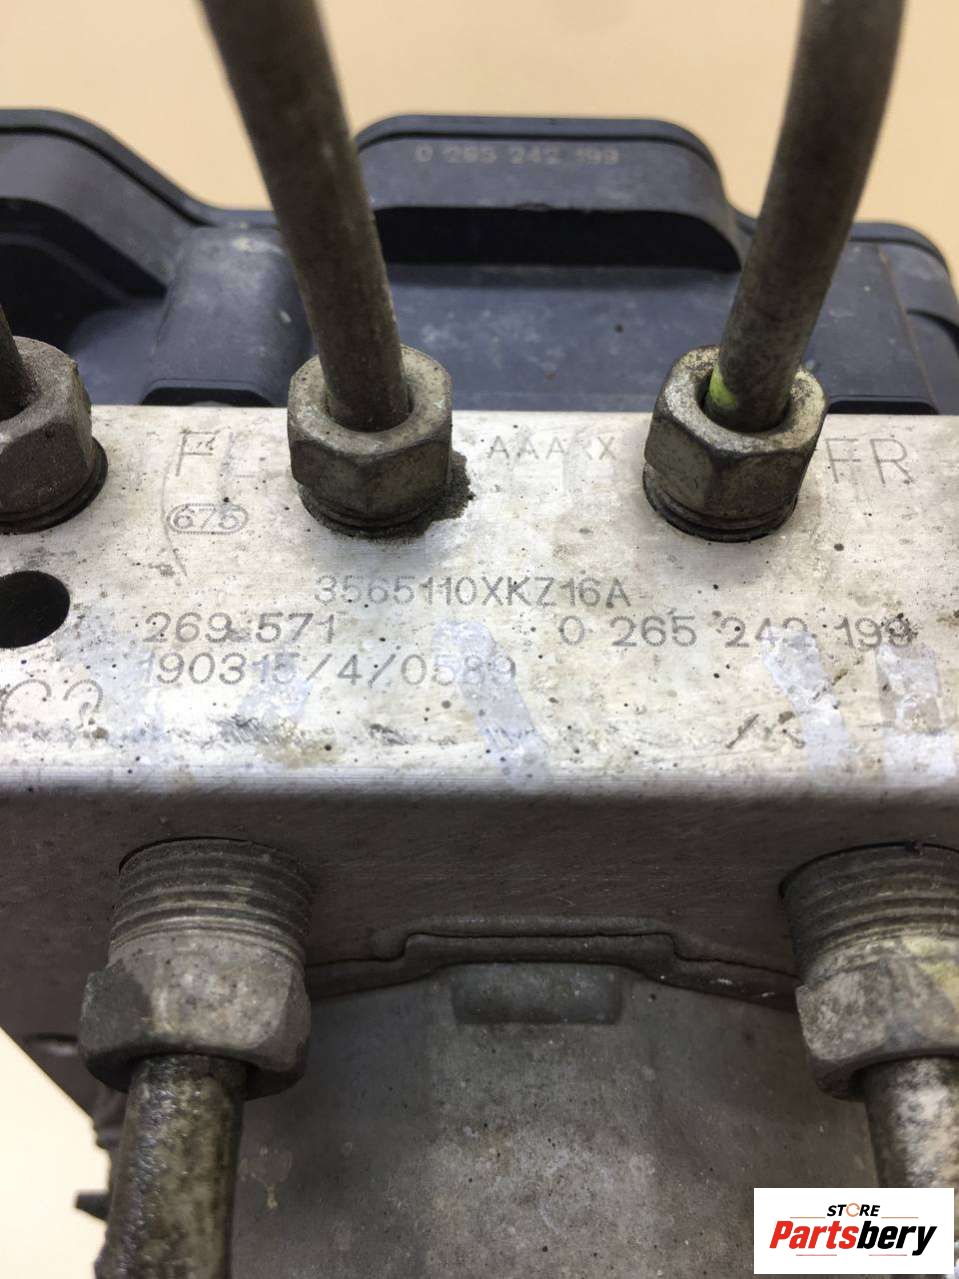 0 265 242 199
FL
AAARX
FR
675
3565110XKZ16A
269 571
0 265 242 199
190315/4/0589
C2
STORE
Partsbery